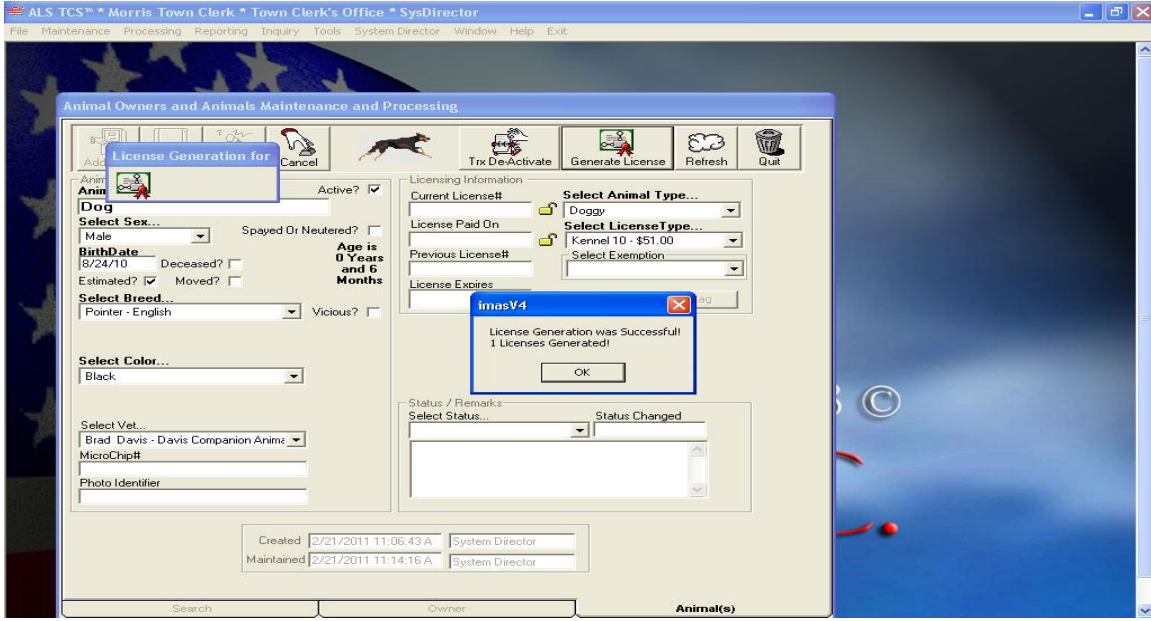 ALS TCS™ * Morris Town Clerk * Town Clerk's Office * SysDirector
File Maintenance Processing Reporting Inquiry Tools System Director Window Help Exit
Animal Owners and Animals Maintenance and Processing
Cancel Trx De-Activate Generate License Refresh Quit
License Generation for
Active?
Dog
Select Sex...
Male
Spayed Or Neutered?
BirthDate
8/24/10
Deceased?
Age is
0 Years
and 6
Months
Estimated? Moved?
Select Breed...
Pointer - English
Vicious?
Select Color...
Black
Select Vet...
Brad Davis - Davis Companion
MicroChip#
Photo Identifier
Licensing Information
Current License#
License Paid On
Previous License#
License Expires
Select Animal Type...
Doggy
Select LicenseType...
Kennel 10 - $51.00
Select Exemption
imasV4
License Generation was Successful!
1 Licenses Generated!
OK
Status / Remarks
Select Status...
Status Changed
Created 2/21/2011 11:06:43 A System Director
Maintained 2/21/2011 11:14:16 A System Director
Search Owner Animal(s)
©